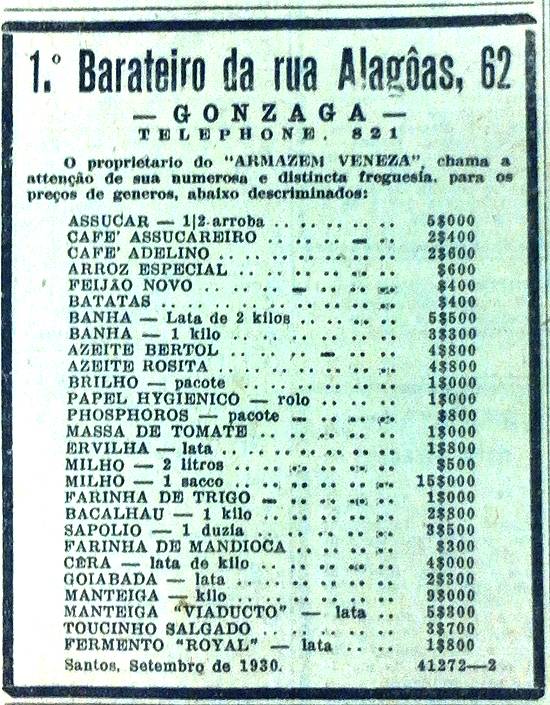 1.º Barateiro da rua Alagôas, 62
— GONZAGA —
TELEPHONE. 821
O proprietario do "ARMAZEM VENEZA", chama a
attenção de sua numerosa e distincta freguesia, para os
preços de generos, abaixo descriminados:
ASSUCAR — 1|2 arroba .. .. .. .. .. 5$000
CAFE' ASSUCAREIRO .. .. .. .. .. 2$400
CAFE' ADELINO .. .. .. .. .. .. 2$600
ARROZ ESPECIAL .. .. .. .. .. .. $600
FEIJÃO NOVO .. .. .. .. .. .. $400
BATATAS .. .. .. .. .. .. .. .. $400
BANHA — Lata de 2 kilos .. .. .. .. 5$500
BANHA — 1 kilo .. .. .. .. .. .. 3$300
AZEITE BERTOL .. .. .. .. .. .. 4$800
AZEITE ROSITA .. .. .. .. .. .. 4$800
BRILHO — pacote .. .. .. .. .. .. 1$000
PAPEL HYGIENICO — rolo .. .. .. .. 1$000
PHOSPHOROS — pacote .. .. .. .. $800
MASSA DE TOMATE .. .. .. .. .. 1$000
ERVILHA — lata .. .. .. .. .. .. 1$800
MILHO — 2 litros .. .. .. .. .. .. $500
MILHO — 1 sacco .. .. .. .. .. .. 15$000
FARINHA DE TRIGO .. .. .. .. .. 1$000
BACALHAU — 1 kilo .. .. .. .. .. 2$800
SAPOLIO — 1 duzia .. .. .. .. .. 3$500
FARINHA DE MANDIOCA .. .. .. .. $300
CÊRA — lata de kilo .. .. .. .. .. 4$000
GOIABADA — lata .. .. .. .. .. .. 2$300
MANTEIGA — kilo .. .. .. .. .. .. 9$000
MANTEIGA "VIADUCTO" — lata .. 5$300
TOUCINHO SALGADO .. .. .. .. .. 3$700
FERMENTO "ROYAL" — lata .. .. .. 1$800
Santos, Setembro de 1930. 41272—2